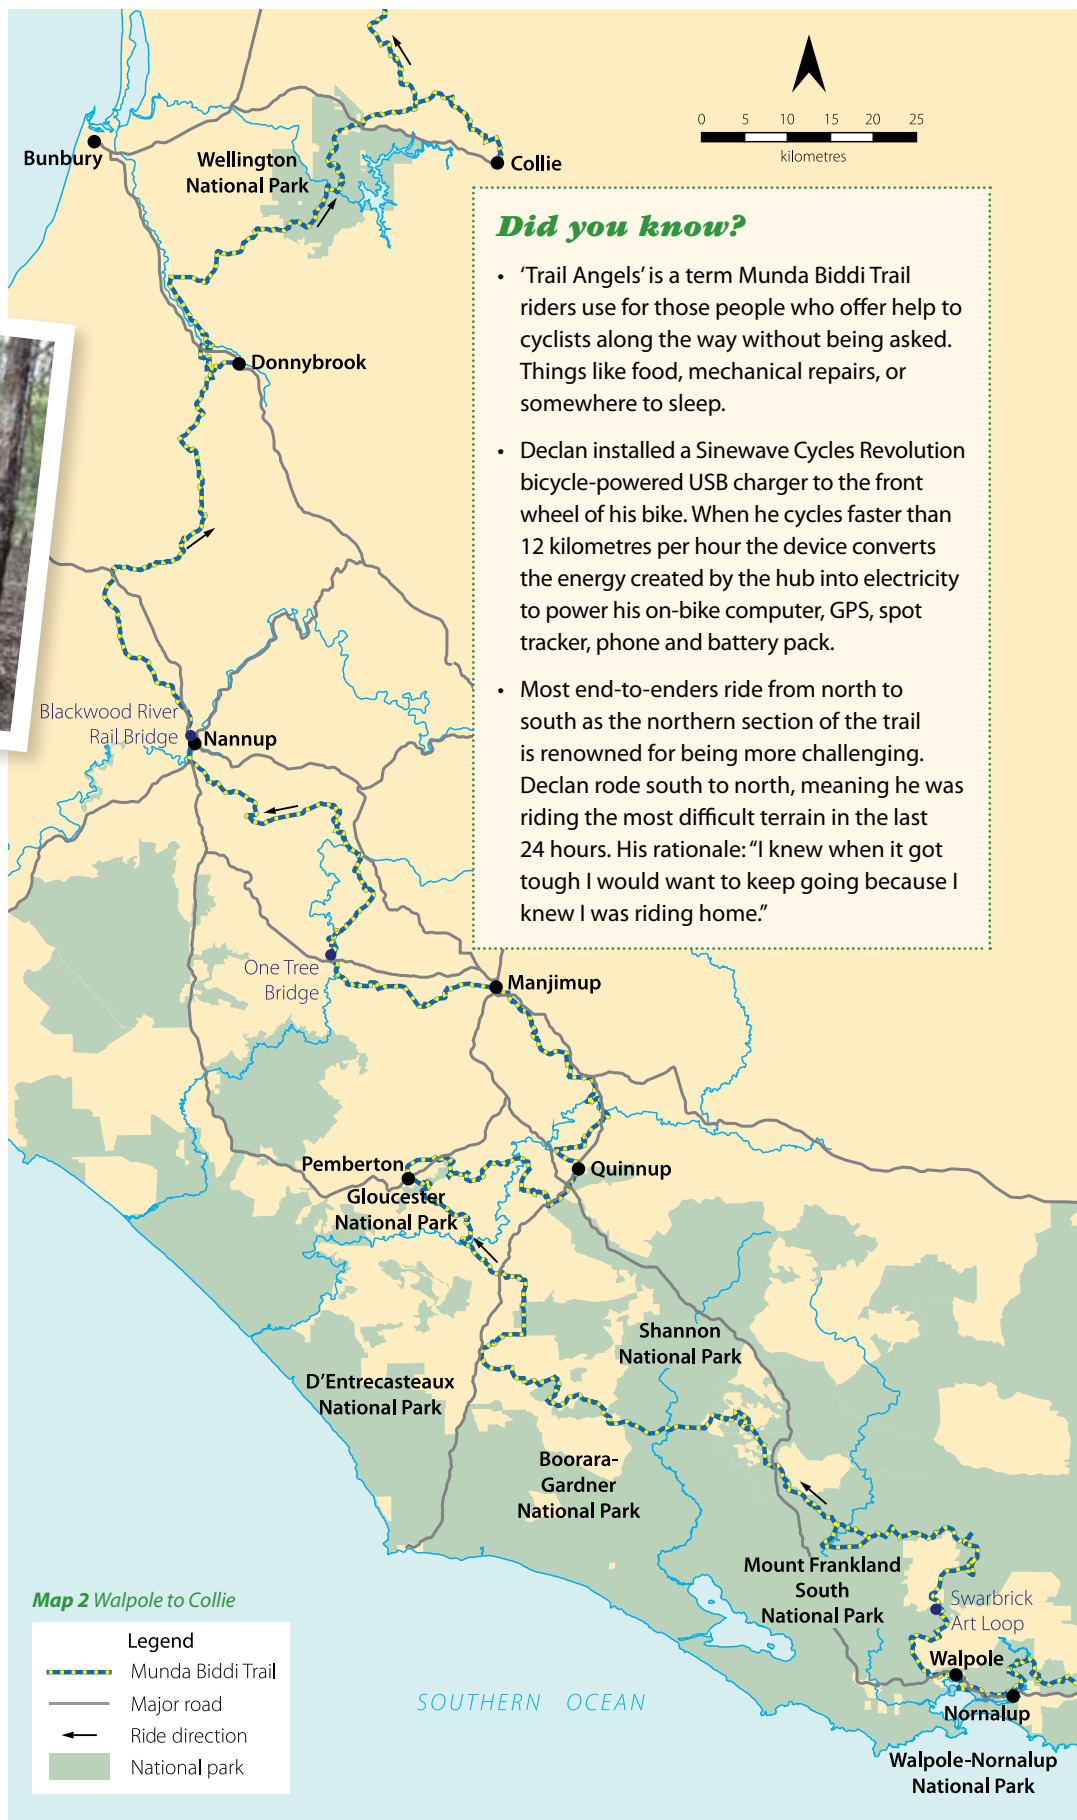 0 5 10 15 20 25
kilometres
Bunbury
Wellington
National Park
Collie
Did you know?
• ‘Trail Angels’ is a term Munda Biddi Trail
riders use for those people who offer help to
cyclists along the way without being asked.
Things like food, mechanical repairs, or
somewhere to sleep.
• Declan installed a Sinewave Cycles Revolution
bicycle-powered USB charger to the front
wheel of his bike. When he cycles faster than
12 kilometres per hour the device converts
the energy created by the hub into electricity
to power his on-bike computer, GPS, spot
tracker, phone and battery pack.
• Most end-to-enders ride from north to
south as the northern section of the trail
is renowned for being more challenging.
Declan rode south to north, meaning he was
riding the most difficult terrain in the last
24 hours. His rationale: “I knew when it got
tough I would want to keep going because I
knew I was riding home.”
Donnybrook
Blackwood River
Rail Bridge
Nannup
One Tree
Bridge
Manjimup
Pemberton
Quinnup
Gloucester
National Park
Shannon
National Park
D’Entrecasteaux
National Park
Boorara-
Gardner
National Park
Mount Frankland
South
National Park
Swarbrick
Art Loop
Walpole
Nornalup
Walpole-Nornalup
National Park
SOUTHERN OCEAN
Map 2 Walpole to Collie
Legend
Munda Biddi Trail
Major road
Ride direction
National park